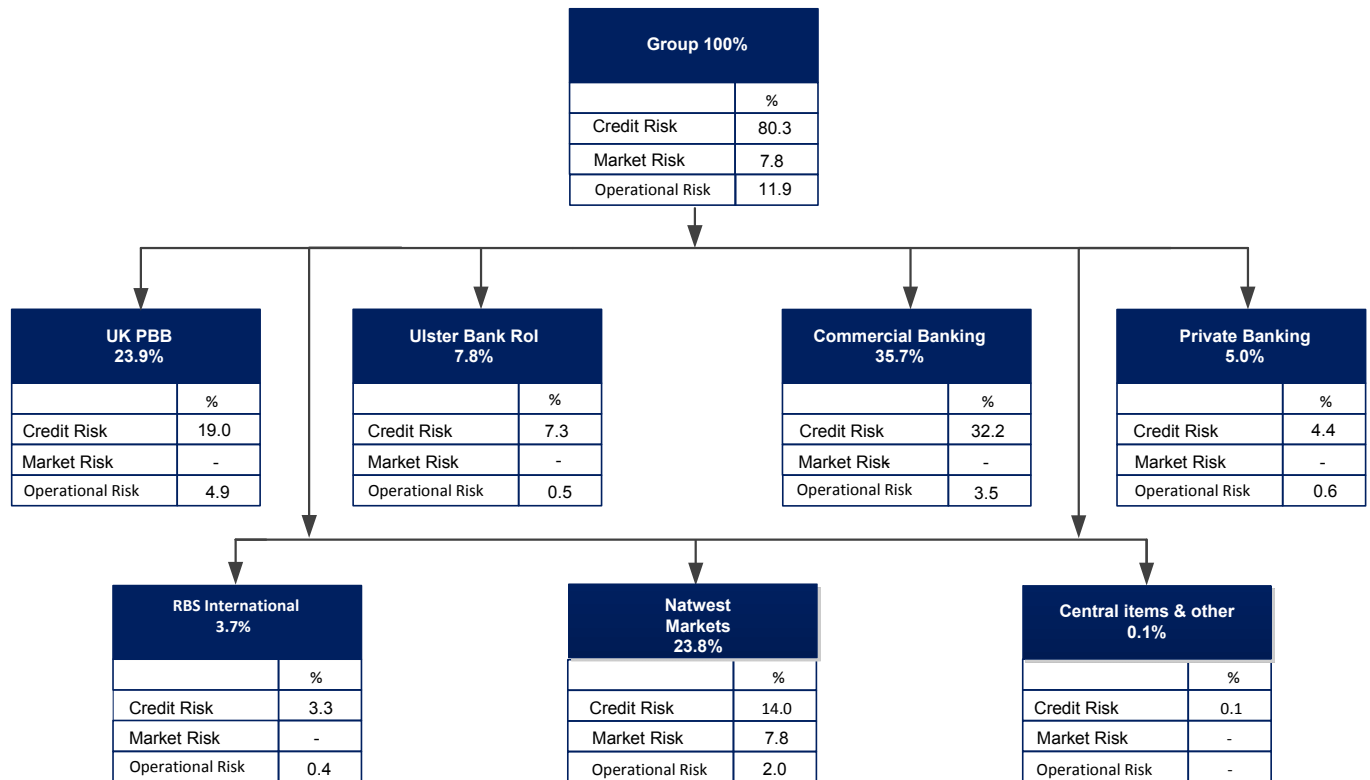 Group 100%
%
Credit Risk 80.3
Market Risk 7.8
Operational Risk 11.9
UK PBB
23.9%
%
Credit Risk 19.0
Market Risk -
Operational Risk 4.9
Ulster Bank RoI
7.8%
%
Credit Risk 7.3
Market Risk -
Operational Risk 0.5
Commercial Banking
35.7%
%
Credit Risk 32.2
Market Risk -
Operational Risk 3.5
Private Banking
5.0%
%
Credit Risk 4.4
Market Risk -
Operational Risk 0.6
RBS International
3.7%
%
Credit Risk 3.3
Market Risk -
Operational Risk 0.4
Natwest
Markets
23.8%
%
Credit Risk 14.0
Market Risk 7.8
Operational Risk 2.0
Central items & other
0.1%
%
Credit Risk 0.1
Market Risk -
Operational Risk -